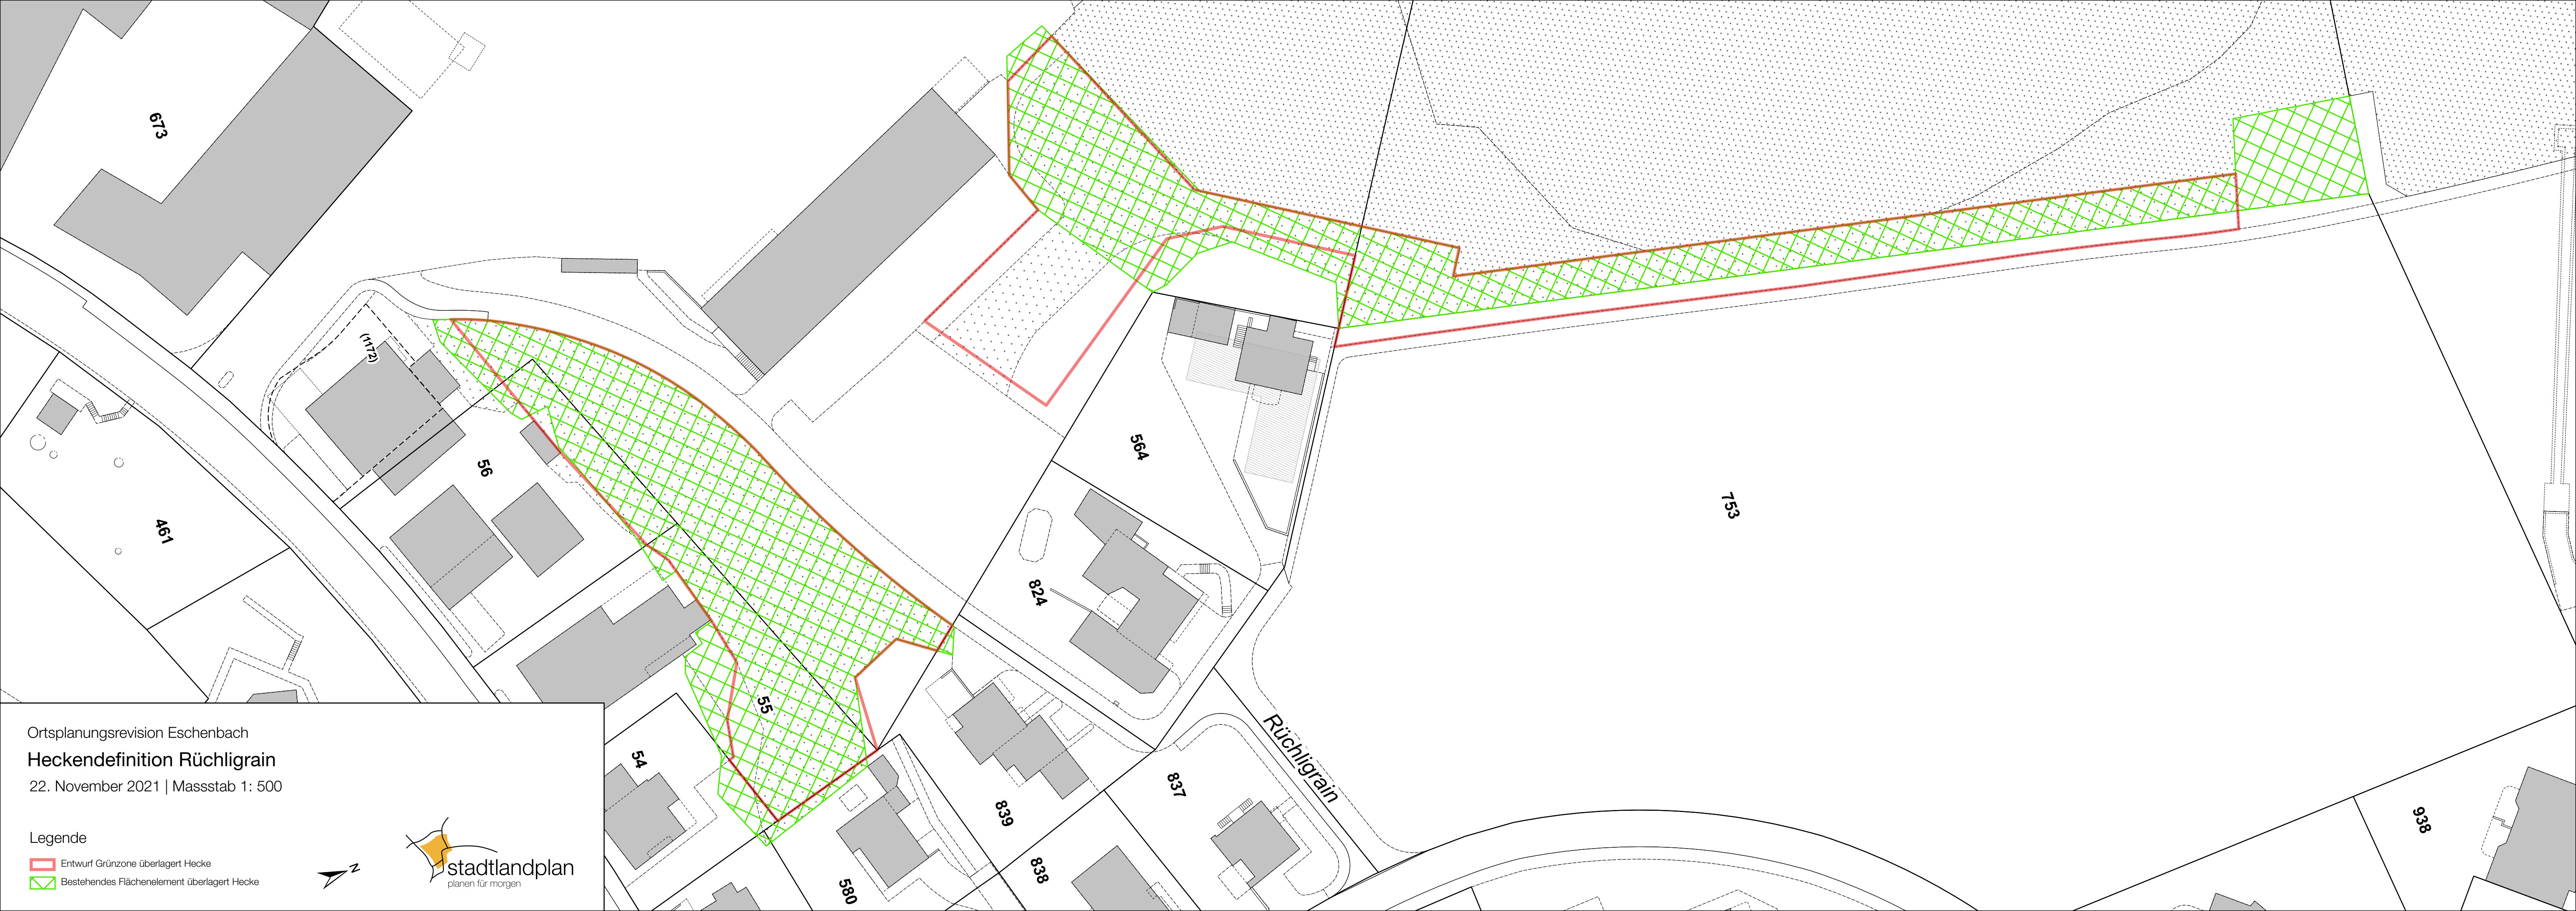 673
(1172)
56
461
564
824
753
55
54
839
837
838
580
938
Rüchligrain
Ortsplanungsrevision Eschenbach
Heckendefinition Rüchligrain
22. November 2021 | Massstab 1: 500
Legende
Entwurf Grünzone überlagert Hecke
Bestehendes Flächenelement überlagert Hecke
N
stadtlandplan
planen für morgen